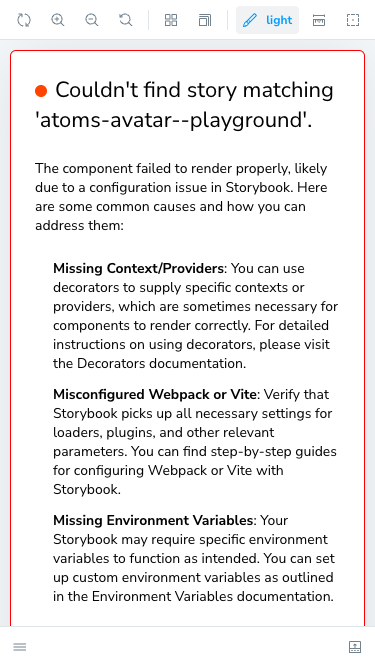 light
Couldn't find story matching
'atoms-avatar--playground'.
The component failed to render properly, likely
due to a configuration issue in Storybook. Here
are some common causes and how you can
address them:
Missing Context/Providers: You can use
decorators to supply specific contexts or
providers, which are sometimes necessary for
components to render correctly. For detailed
instructions on using decorators, please visit
the Decorators documentation.
Misconfigured Webpack or Vite: Verify that
Storybook picks up all necessary settings for
loaders, plugins, and other relevant
parameters. You can find step-by-step guides
for configuring Webpack or Vite with
Storybook.
Missing Environment Variables: Your
Storybook may require specific environment
variables to function as intended. You can set
up custom environment variables as outlined
in the Environment Variables documentation.